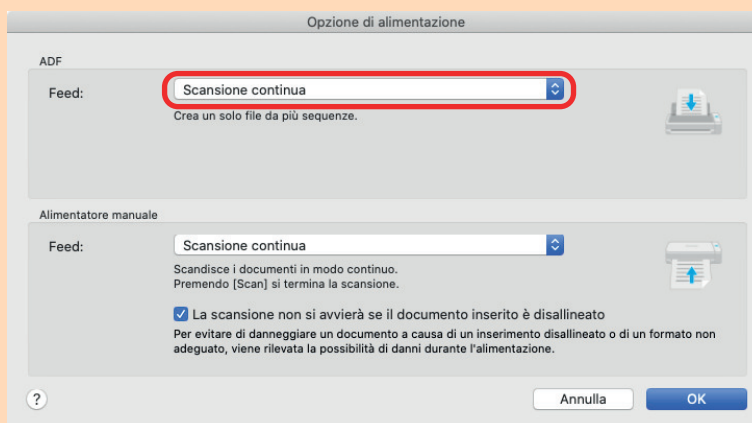 Opzione di alimentazione
ADF
Feed:
Scansione continua
Crea un solo file da più sequenze.
Alimentatore manuale
Feed:
Scansione continua
Scandisce i documenti in modo continuo.
Premendo [Scan] si termina la scansione.
La scansione non si avvierà se il documento inserito è disallineato
Per evitare di danneggiare un documento a causa di un inserimento disallineato o di un formato non
adeguato, viene rilevata la possibilità di danni durante l'alimentazione.
?
Annulla
OK